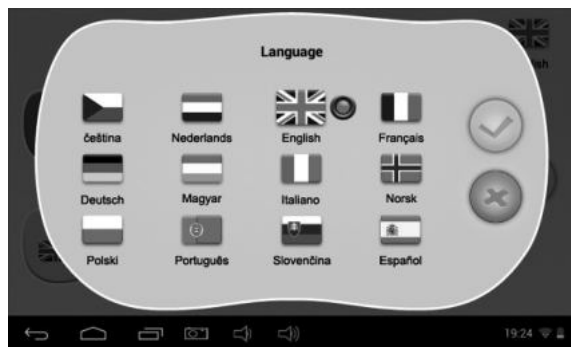 Language
čeština Nederlands English Français
Deutsch Magyar Italiano Norsk
Polski Português Slovenčina Español
19:24